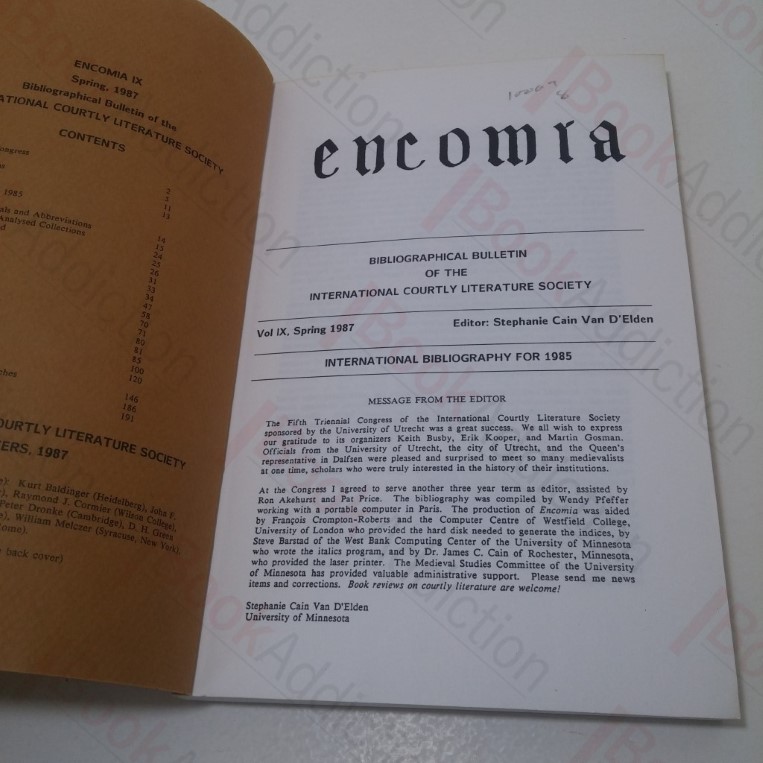 ENCOMIA IX
Spring, 1987
Bibliographical Bulletin of the
NATIONAL COURTLY LITERATURE SOCIETY
CONTENTS
ongress
2
3
11
1985
13
als and Abbreviations
Analyzed Collections
14
15
24
25
26
31
33
34
47
58
70
71
80
81
85
100
120
ches
146
186
191
COURTLY LITERATURE SOCIETY
ERS, 1987
Kurt Baldinger (Heidelberg), John F.
Raymond J. Cormier (Wilson College),
Peter Dronke (Cambridge), D. H. Green
William Melczer (Syracuse, New York),
ome).
back cover)
encomia
BIBLIOGRAPHICAL BULLETIN
OF THE
INTERNATIONAL COURTLY LITERATURE SOCIETY
Vol IX, Spring 1987 Editor: Stephanie Cain Van D'Elden
INTERNATIONAL BIBLIOGRAPHY FOR 1985
MESSAGE FROM THE EDITOR
The Fifth Triennial Congress of the International Courtly Literature Society
sponsored by the University of Utrecht was a great success. We all wish to express
our gratitude to its organizers Keith Busby, Erik Kooper, and Martin Gosman.
Officials from the University of Utrecht, the city of Utrecht, and the Queen's
representative in Dalfsen were pleased and surprised to meet so many medievalists
at one time, scholars who were truly interested in the history of their institutions.
At the Congress I agreed to serve another three year term as editor, assisted by
Ron Akehurst and Pat Price. The bibliography was compiled by Wendy Pfeffer
working with a portable computer in Paris. The production of Encomia was aided
by François Crompton-Roberts and the Computer Centre of Westfield College,
University of London who provided the hard disk needed to generate the indices, by
Steve Barstad of the West Bank Computing Center of the University of Minnesota
who wrote the italics program, and by Dr. James C. Cain of Rochester, Minnesota,
who provided the laser printer. The Medieval Studies Committee of the University
of Minnesota has provided valuable administrative support. Please send me news
items and corrections. Book reviews on courtly literature are welcome!
Stephanie Cain Van D'Elden
University of Minnesota
BookAddiction